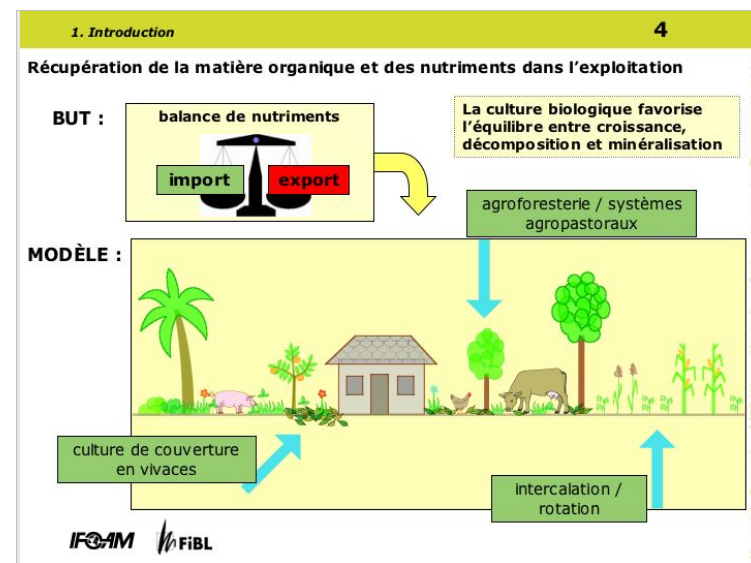 1. Introduction
4
Récupération de la matière organique et des nutriments dans l'exploitation
BUT :
balance de nutriments
import
export
La culture biologique favorise
l'équilibre entre croissance,
décomposition et minéralisation
agroforesterie / systèmes
agropastoraux
MODÈLE :
culture de couverture
en vivaces
intercalation /
rotation
IFOAM
FiBL